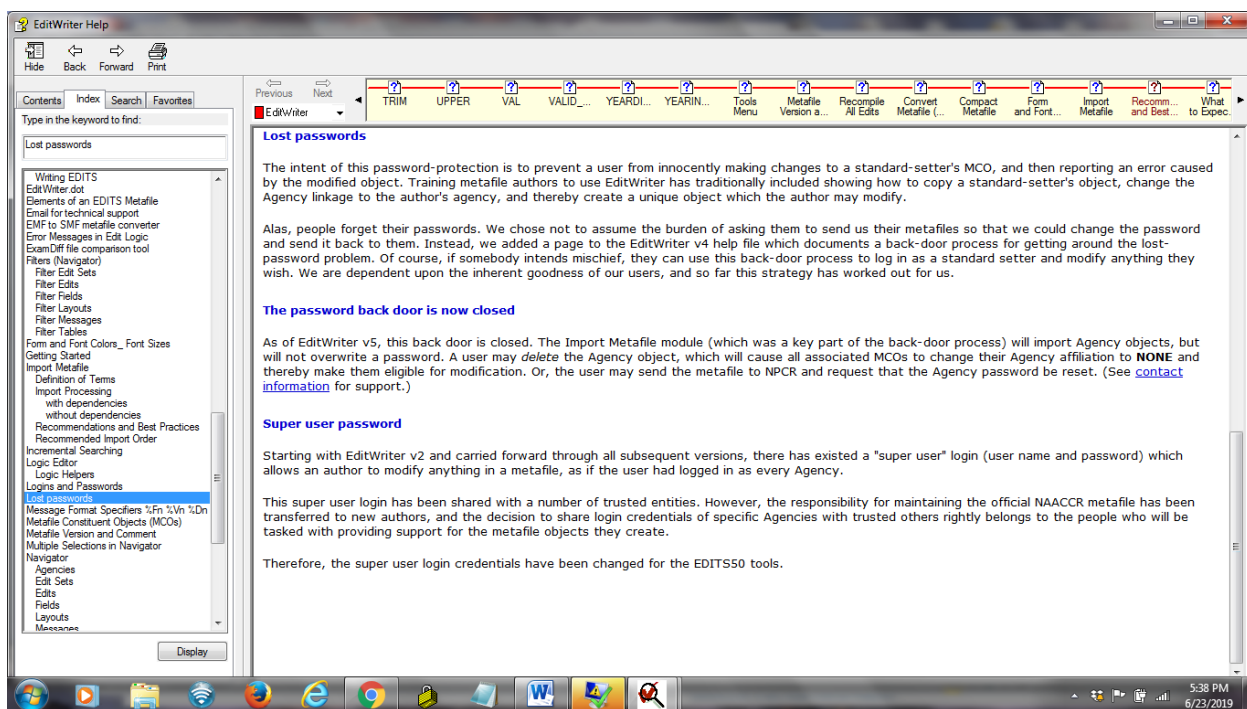 EditWriter Help
Hide Back Forward Print
Contents Index Search Favorites
Type in the keyword to find:
Lost passwords
Writing EDITS
EditWriter.dot
Elements of an EDITS Metafile
Email for technical support
EMF to SMF metafile converter
Error Messages in Edit Logic
ExamDiff file comparison tool
Filters (Navigator)
Filter Edit Sets
Filter Edits
Filter Fields
Filter Layouts
Filter Messages
Filter Tables
Form and Font Colors_ Font Sizes
Getting Started
Import Metafile
Definition of Terms
Import Processing
with dependencies
without dependencies
Recommendations and Best Practices
Recommended Import Order
Incremental Searching
Logic Editor
Logic Helpers
Logins and Passwords
Lost passwords
Message Format Specifiers %Fn %Vn %Dn
Metafile Constituent Objects (MCOs)
Metafile Version and Comment
Multiple Selections in Navigator
Navigator
Agencies
Edit Sets
Edits
Fields
Layouts
Messages
Display
Previous Next
EditWriter
TRIM UPPER VAL VALID_... YEARDI... YEARIN... Tools Menu Metafile Version a... Recompile All Edits Convert Metafile (... Compact Metafile Form and Font... Import Metafile Recomm... and Best... What to Expec...
Lost passwords
The intent of this password-protection is to prevent a user from innocently making changes to a standard-setter's MCO, and then reporting an error caused
by the modified object. Training metafile authors to use EditWriter has traditionally included showing how to copy a standard-setter's object, change the
Agency linkage to the author's agency, and thereby create a unique object which the author may modify.
Alas, people forget their passwords. We chose not to assume the burden of asking them to send us their metafiles so that we could change the password
and send it back to them. Instead, we added a page to the EditWriter v4 help file which documents a back-door process for getting around the lost-
password problem. Of course, if somebody intends mischief, they can use this back-door process to log in as a standard setter and modify anything they
wish. We are dependent upon the inherent goodness of our users, and so far this strategy has worked out for us.
The password back door is now closed
As of EditWriter v5, this back door is closed. The Import Metafile module (which was a key part of the back-door process) will import Agency objects, but
will not overwrite a password. A user may delete the Agency object, which will cause all associated MCOs to change their Agency affiliation to NONE and
thereby make them eligible for modification. Or, the user may send the metafile to NPCR and request that the Agency password be reset. (See contact
information for support.)
Super user password
Starting with EditWriter v2 and carried forward through all subsequent versions, there has existed a "super user" login (user name and password) which
allows an author to modify anything in a metafile, as if the user had logged in as every Agency.
This super user login has been shared with a number of trusted entities. However, the responsibility for maintaining the official NAACCR metafile has been
transferred to new authors, and the decision to share login credentials of specific Agencies with trusted others rightly belongs to the people who will be
tasked with providing support for the metafile objects they create.
Therefore, the super user login credentials have been changed for the EDITS50 tools.
5:38 PM
6/23/2019